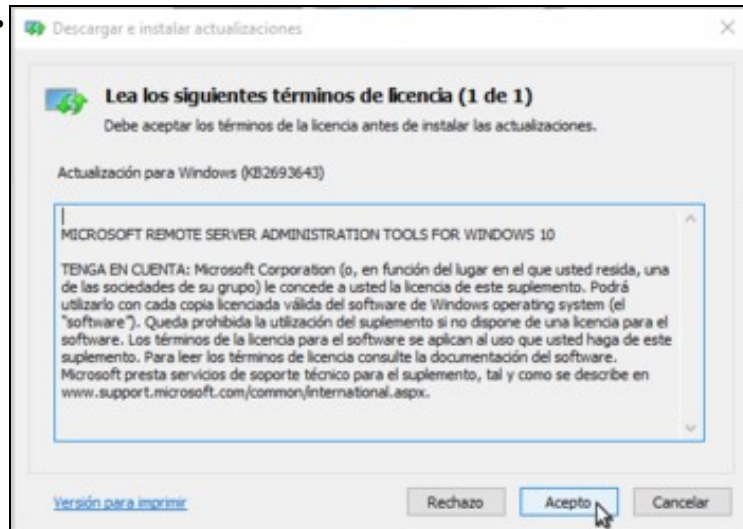 Descargar e instalar actualizaciones
Lea los siguientes términos de licencia (1 de 1)
Debe aceptar los términos de la licencia antes de instalar las actualizaciones.
Actualización para Windows (KB2693643)
MICROSOFT REMOTE SERVER ADMINISTRATION TOOLS FOR WINDOWS 10
TENGA EN CUENTA: Microsoft Corporation (o, en función del lugar en el que usted resida, una
de las sociedades de su grupo) le concede a usted la licencia de este suplemento. Podrá
utilizarlo con cada copia licenciada válida del software de Windows operating system (el
"software"). Queda prohibida la utilización del suplemento si no dispone de una licencia para el
software. Los términos de la licencia para el software se aplican al uso que usted haga de este
suplemento. Para leer los términos de licencia consulte la documentación del software.
Microsoft presta servicios de soporte técnico para el suplemento, tal y como se describe en
www.support.microsoft.com/common/international.aspx.
Versión para imprimir
Rechazo
Acepto
Cancelar